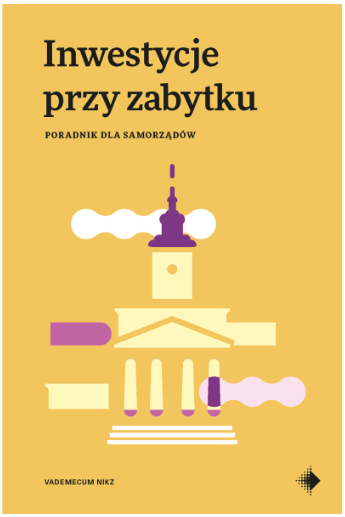 Inwestycje
przy zabytku
PORADNIK DLA SAMORZĄDÓW
VADEMECUM NIKZ